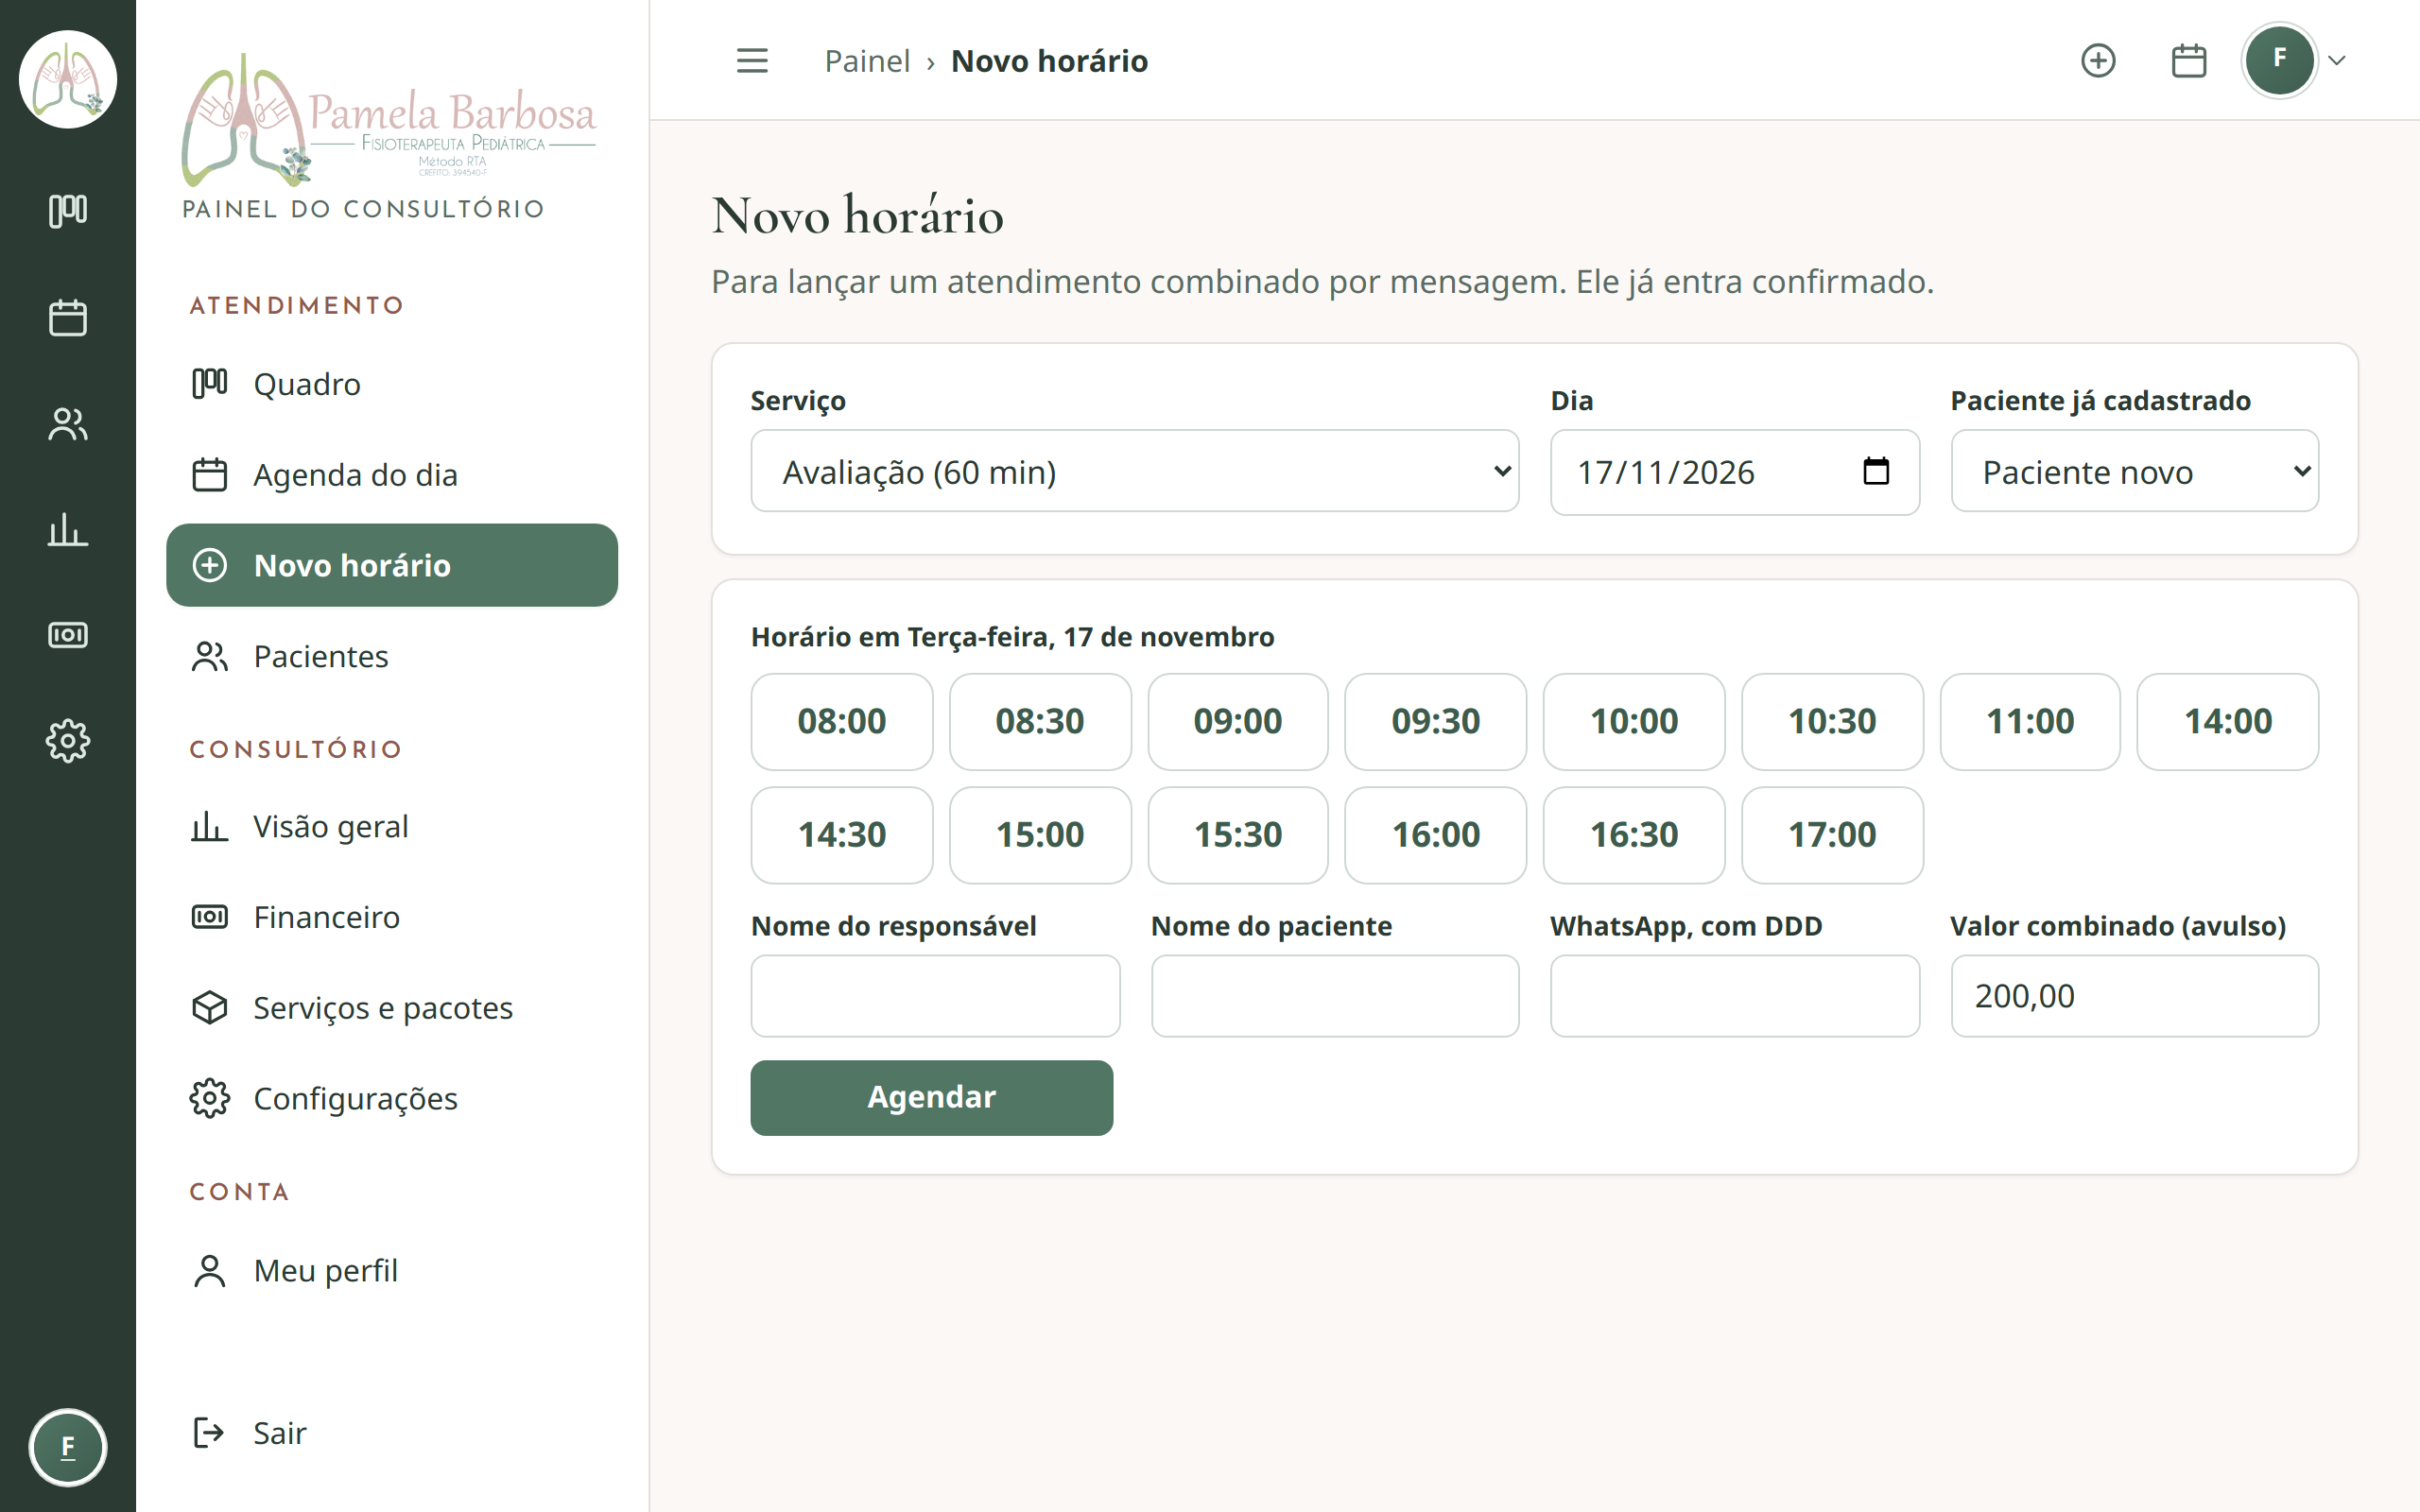 Pamela Barbosa
Fisioterapeuta Pediátrica
Método RTA
CREFITO: 394540-F
PAINEL DO CONSULTÓRIO
ATENDIMENTO
Quadro
Agenda do dia
Novo horário
Pacientes
CONSULTÓRIO
Visão geral
Financeiro
Serviços e pacotes
Configurações
CONTA
Meu perfil
Sair
F
Painel › Novo horário
F
Novo horário
Para lançar um atendimento combinado por mensagem. Ele já entra confirmado.
Serviço Dia Paciente já cadastrado
Avaliação (60 min) 17/11/2026 Paciente novo
Horário em Terça-feira, 17 de novembro
08:00 08:30 09:00 09:30 10:00 10:30 11:00 14:00
14:30 15:00 15:30 16:00 16:30 17:00
Nome do responsável Nome do paciente WhatsApp, com DDD Valor combinado (avulso)
200,00
Agendar